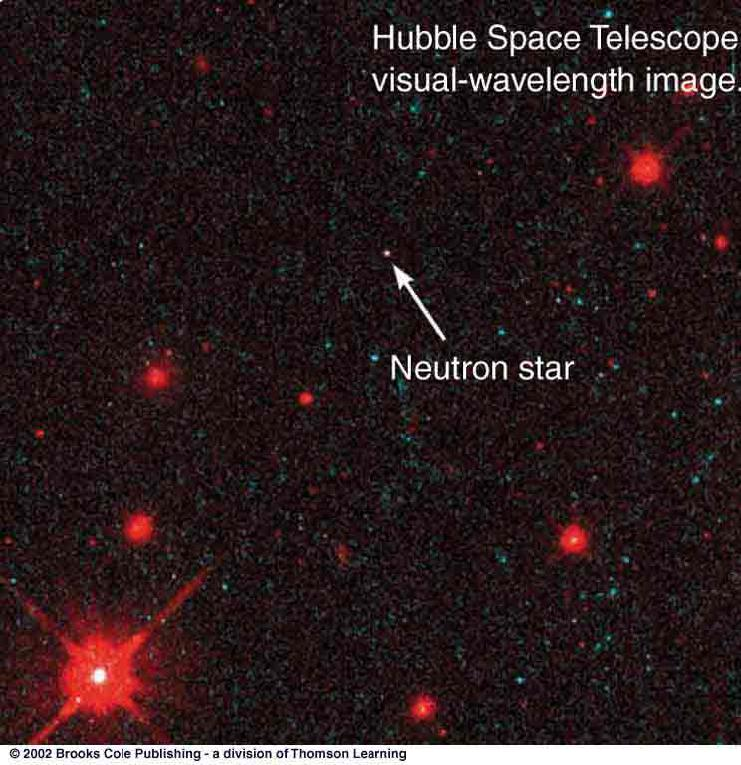 Hubble Space Telescope
visual-wavelength image.
Neutron star
© 2002 Brooks Cole Publishing - a division of Thomson Learning